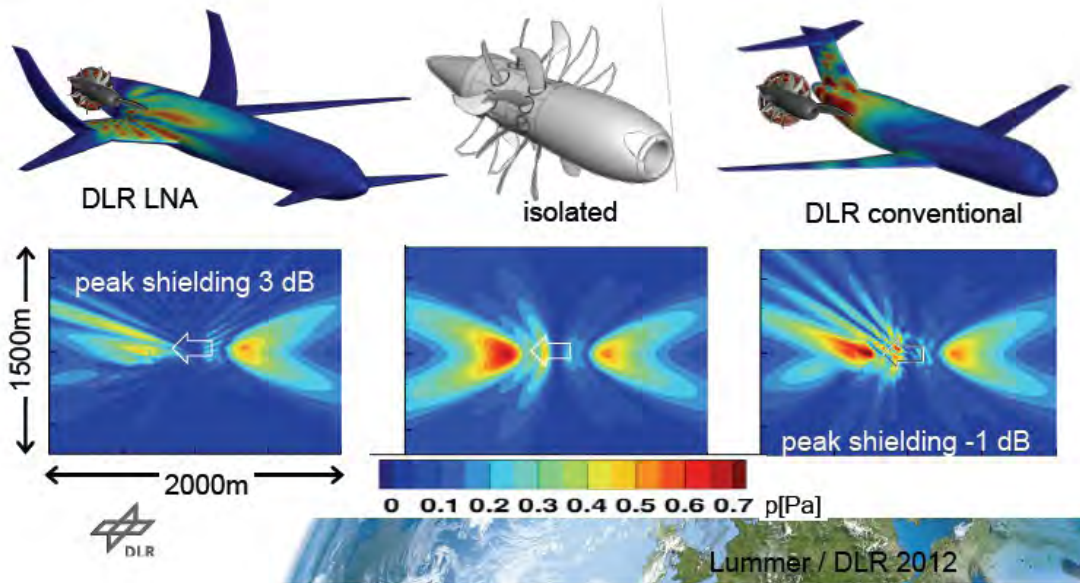 DLR LNA
isolated
DLR conventional
peak shielding 3 dB
1500m
peak shielding -1 dB
2000m
0 0.1 0.2 0.3 0.4 0.5 0.6 0.7 p[Pa]
DLR
Lummer / DLR 2012